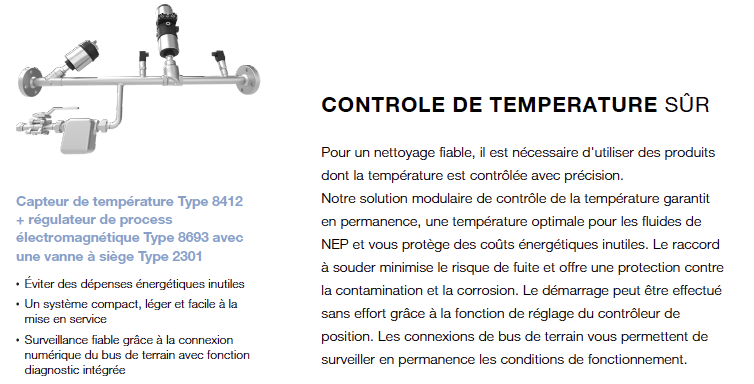 CONTROLE DE TEMPERATURE SÛR
Pour un nettoyage fiable, il est nécessaire d'utiliser des produits
dont la température est contrôlée avec précision.
Notre solution modulaire de contrôle de la température garantit
en permanence, une température optimale pour les fluides de
NEP et vous protège des coûts énergétiques inutiles. Le raccord
à souder minimise le risque de fuite et offre une protection contre
la contamination et la corrosion. Le démarrage peut être effectué
sans effort grâce à la fonction de réglage du contrôleur de
position. Les connexions de bus de terrain vous permettent de
surveiller en permanence les conditions de fonctionnement.
Capteur de température Type 8412
+ régulateur de process
électromagnétique Type 8693 avec
une vanne à siège Type 2301
• Éviter des dépenses énergétiques inutiles
• Un système compact, léger et facile à la
mise en service
• Surveillance fiable grâce à la connexion
numérique du bus de terrain avec fonction
diagnostic intégrée